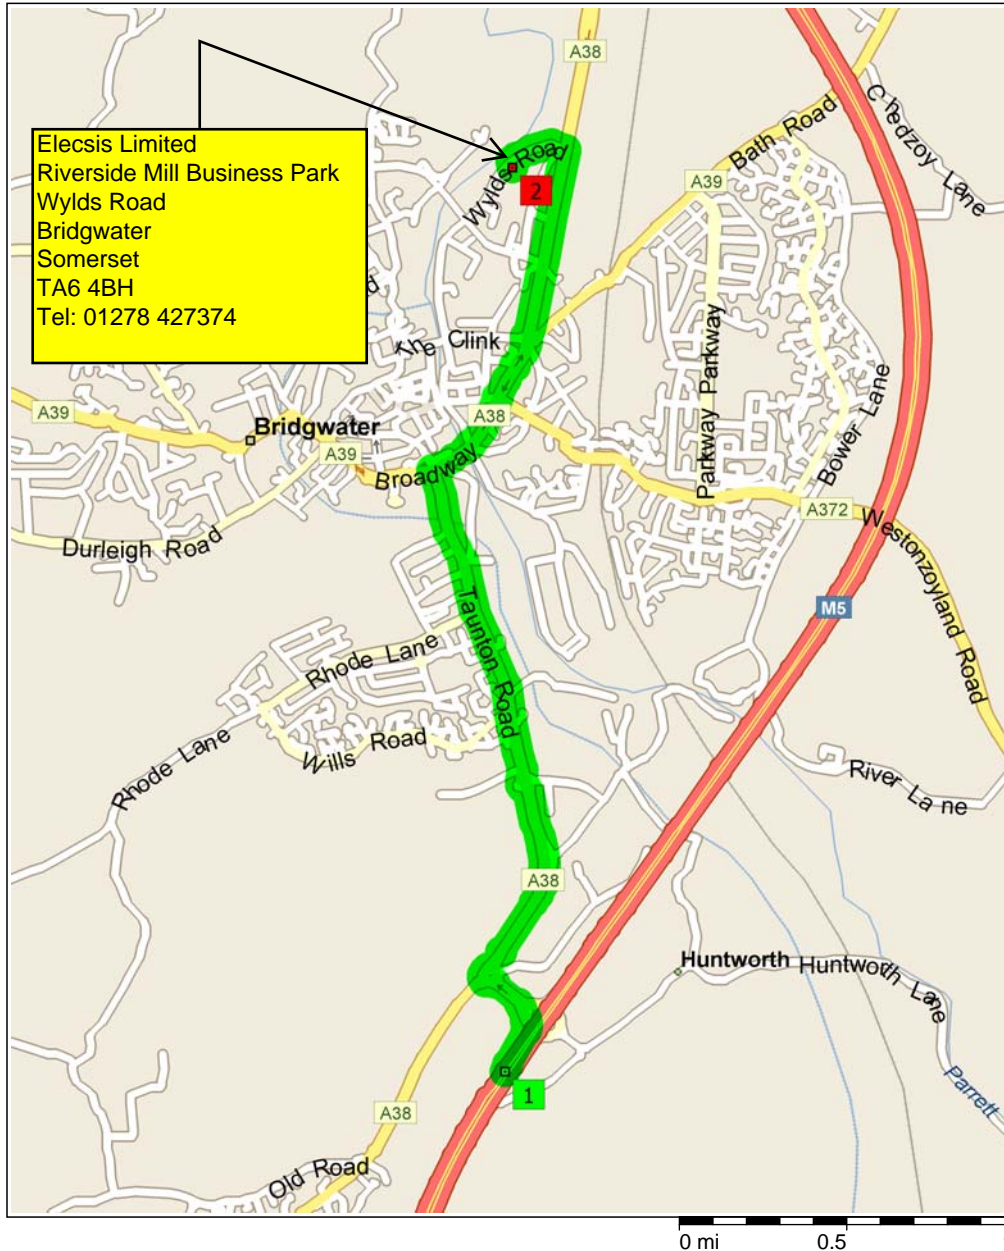 A38
Chedzoy Lane
Bath Road
Elecsis Limited
Riverside Mill Business Park
Wylds Road
Bridgwater
Somerset
TA6 4BH
Tel: 01278 427374
Wylds Road
2
A39
The Clink
Parkway Parkway
Bower Lane
A39
Bridgwater
A38
A39
Broadway
A372
Westonzoyland Road
Durleigh Road
M5
Taunton Road
Rhode Lane
Wills Road
Rhode Lane
River Lane
A38
Huntworth
Huntworth Lane
1
Parrett
A38
Old Road
0 mi
0.5